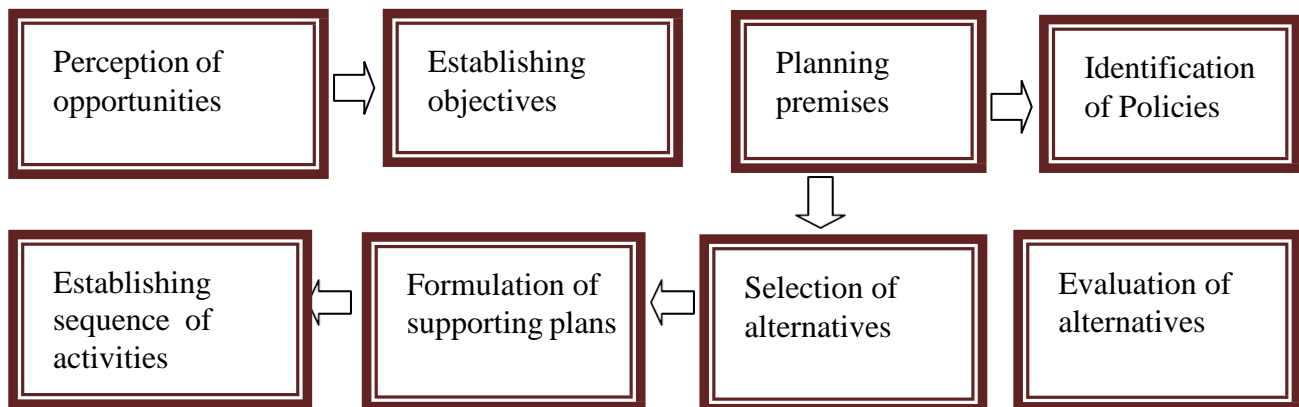 Perception of
opportunities
Establishing
objectives
Planning
premises
Identification
of Policies
Establishing
sequence of
activities
Formulation of
supporting plans
Selection of
alternatives
Evaluation of
alternatives